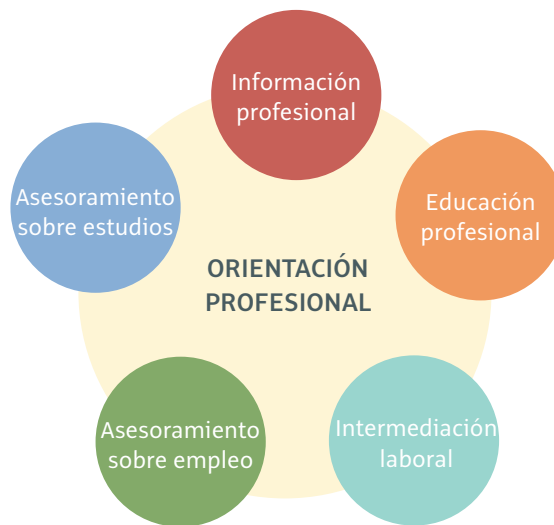 Información
profesional
Asesoramiento
sobre estudios
Educación
profesional
ORIENTACIÓN
PROFESIONAL
Asesoramiento
sobre empleo
Intermediación
laboral